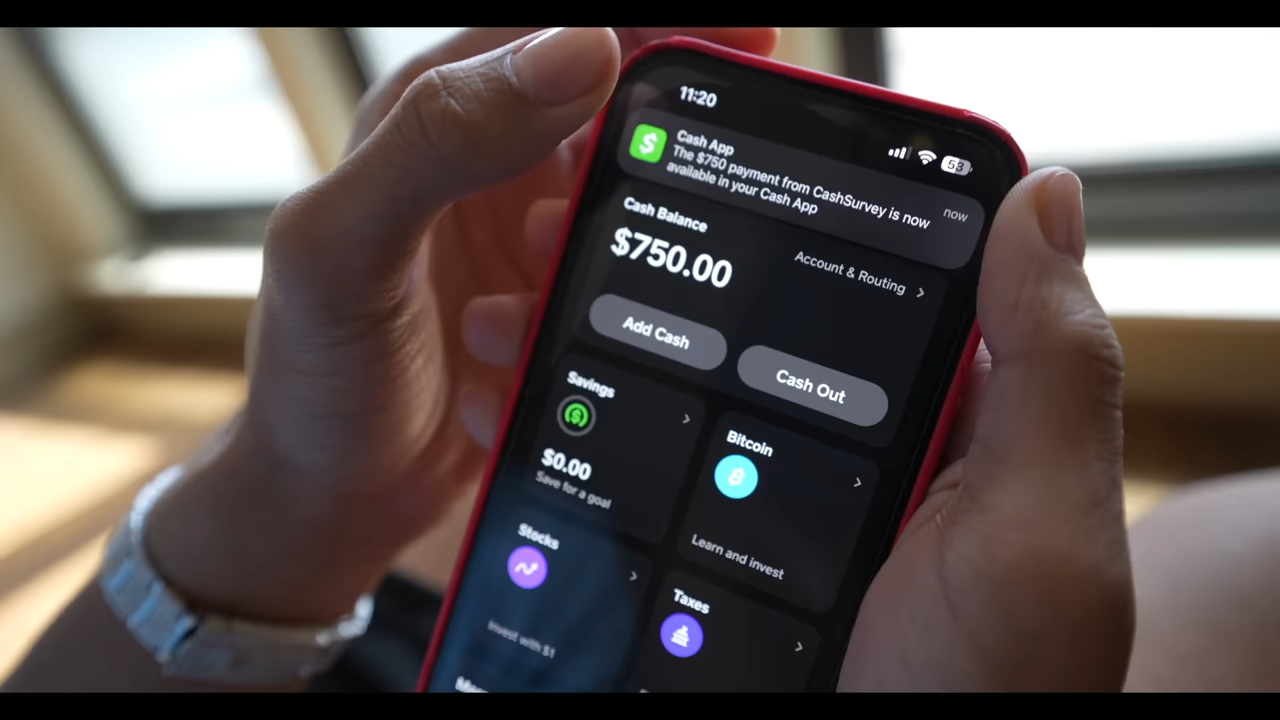 11:20
53
Cash App
The $750 payment from CashSurvey is now
available in your Cash App
now
Cash Balance
$750.00
Account & Routing
Add Cash
Cash Out
Savings
$0.00
Save for a goal
Bitcoin
Learn and invest
Stocks
Invest with $1
Taxes